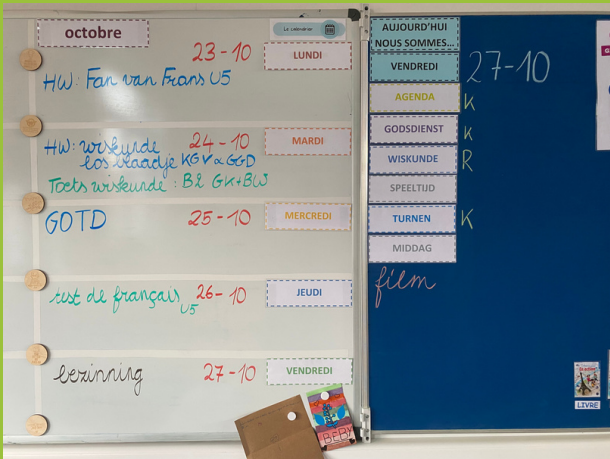 octobre
Le calendrier
23-10
LUNDI
HW: Fan van Frans U5
HW: wiskunde 24-10
MARDI
los blaadje KGV ∝ GGD
Toets wiskunde: B2 GK+BW
GOTD 25-10
MERCREDI
test de français 26-10
U5
JEUDI
bezinning 27-10
VENDREDI
BEBY
AUJOURD'HUI
NOUS SOMMES...
VENDREDI 27-10
AGENDA K
GODSDIENST K
WISKUNDE R
SPEELTIJD
TURNEN K
MIDDAG
film
LIVRE